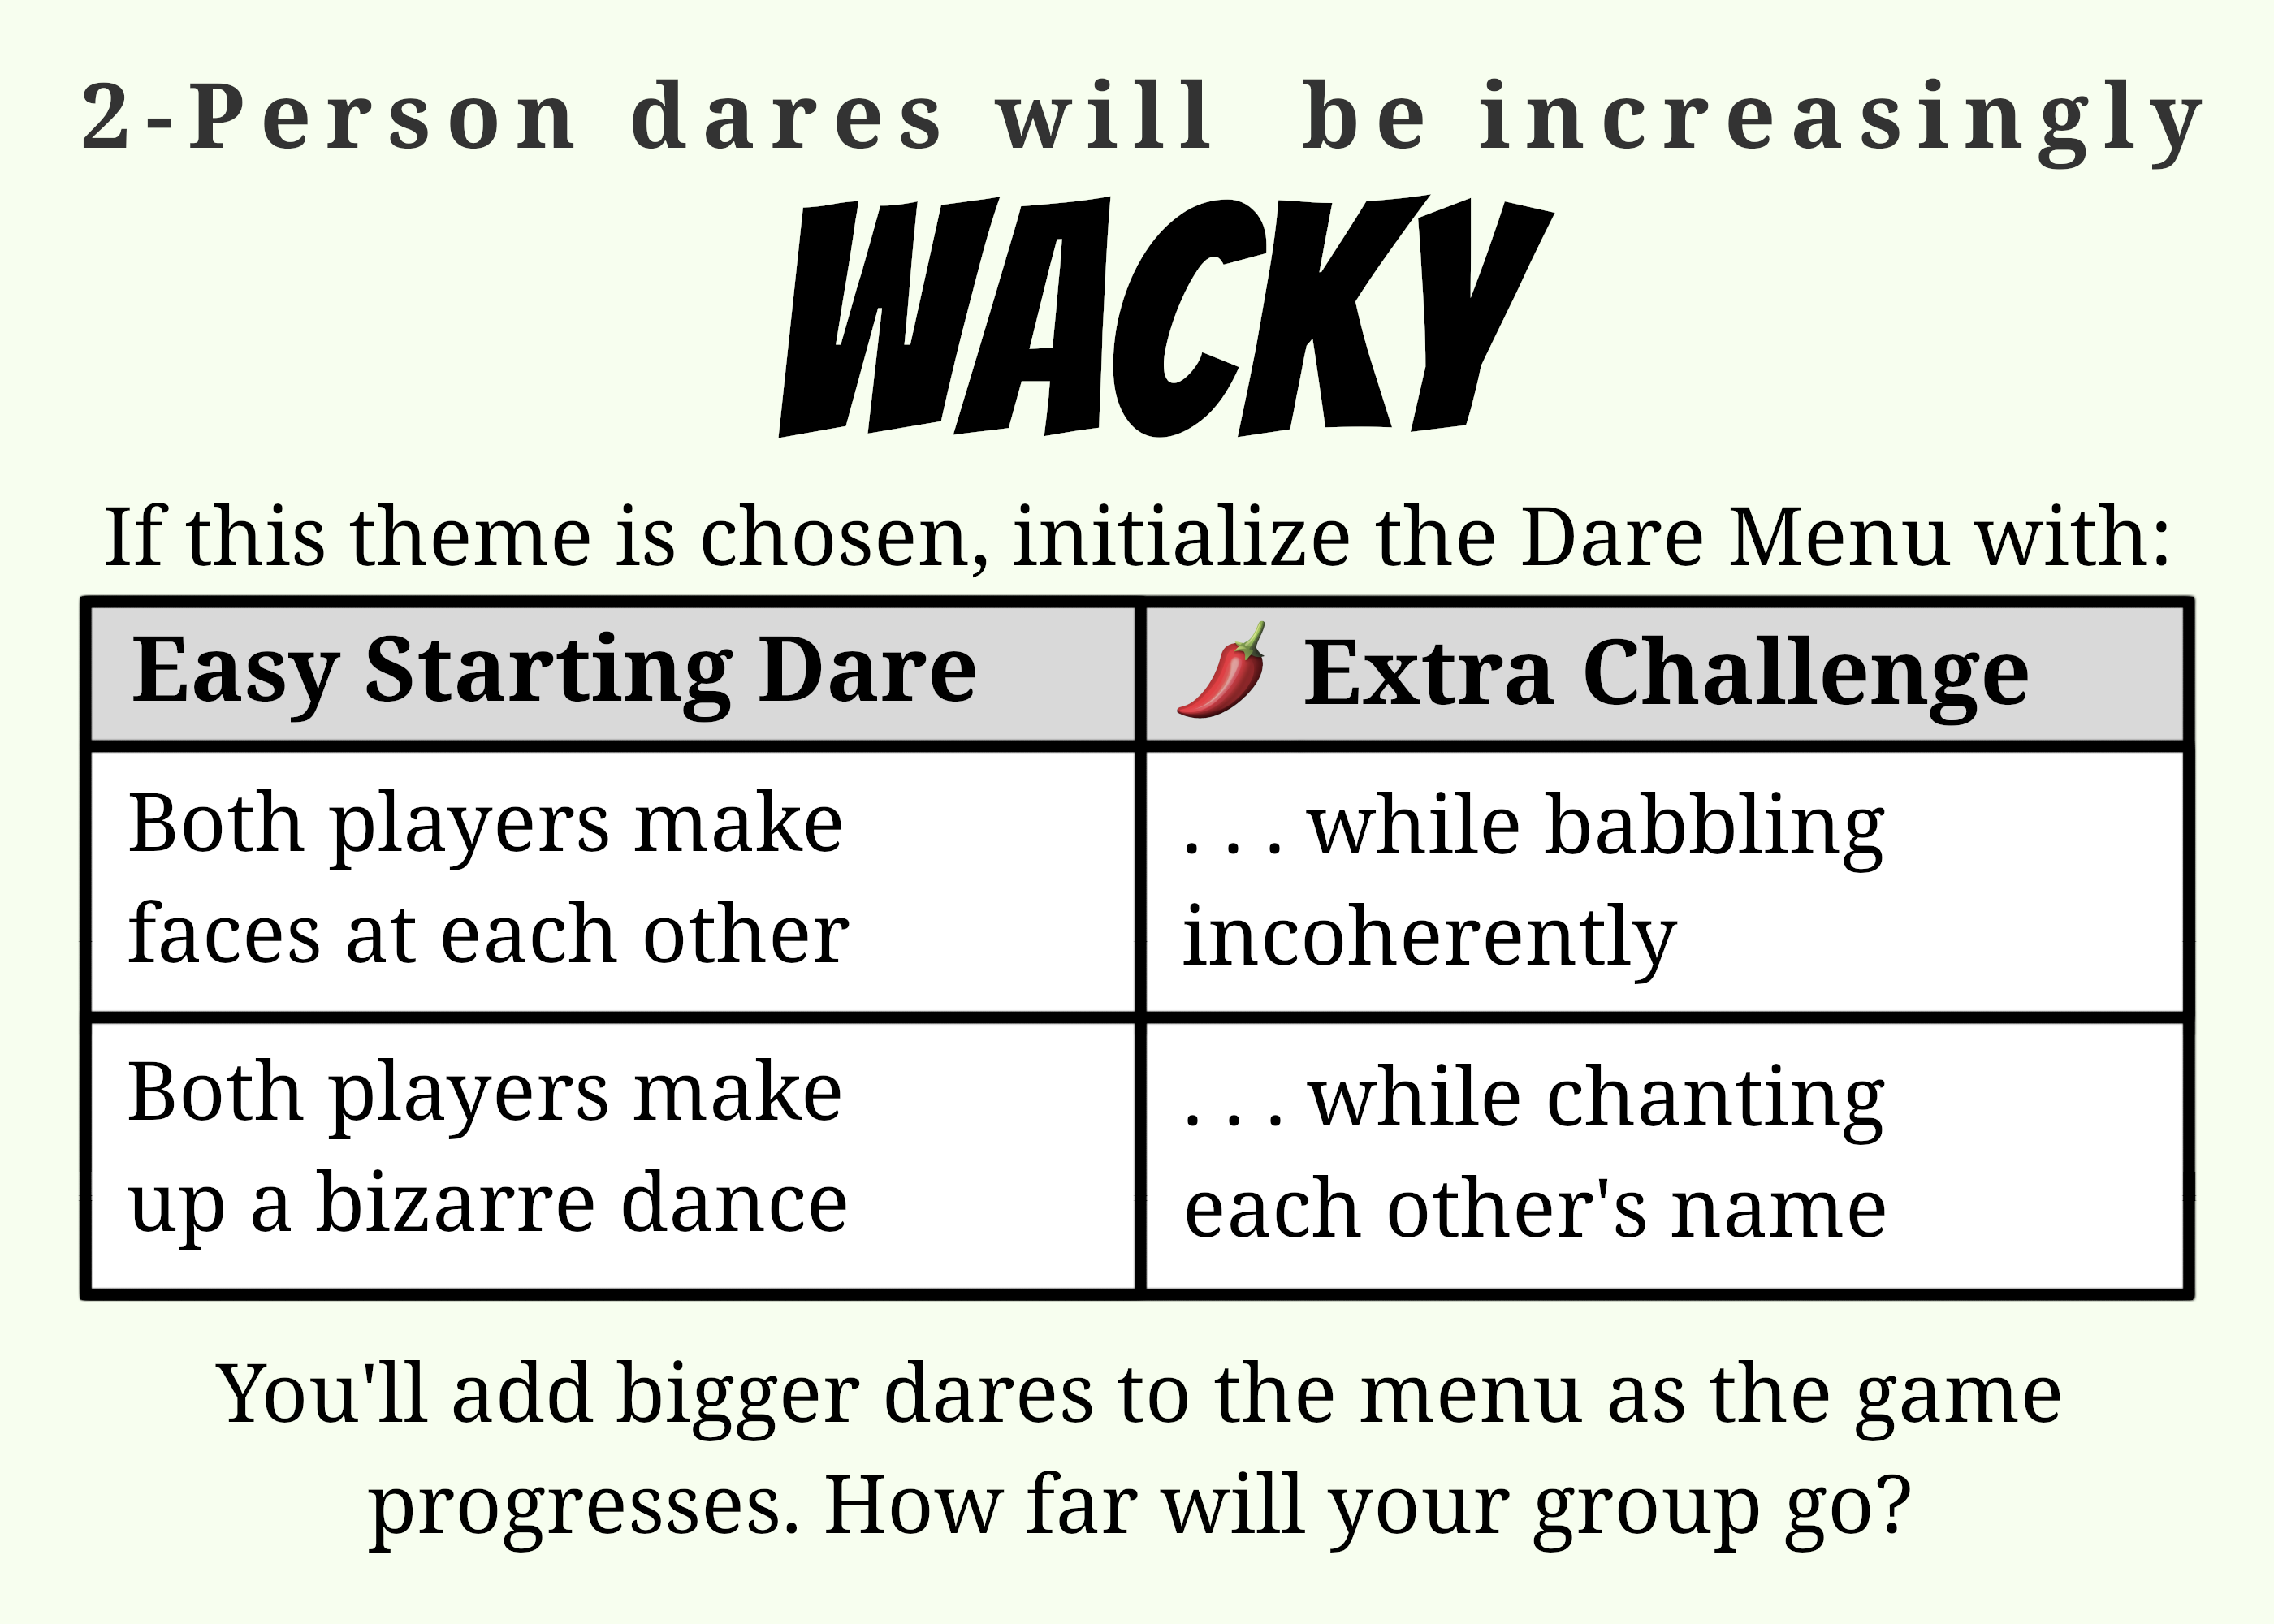 2-Person dares will be increasingly
WACKY
If this theme is chosen, initialize the Dare Menu with:
Easy Starting Dare
🌶️ Extra Challenge
Both players make
faces at each other
. . . while babbling
incoherently
Both players make
up a bizarre dance
. . . while chanting
each other's name
You'll add bigger dares to the menu as the game
progresses. How far will your group go?